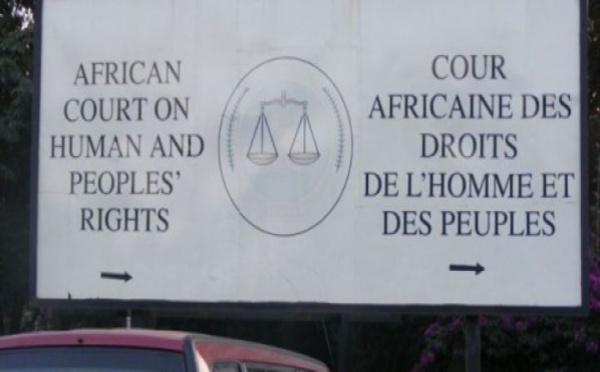 AFRICAN
COURT ON
HUMAN AND
PEOPLES'
RIGHTS
COUR
AFRICAINE DES
DROITS
DE L'HOMME ET
DES PEUPLES